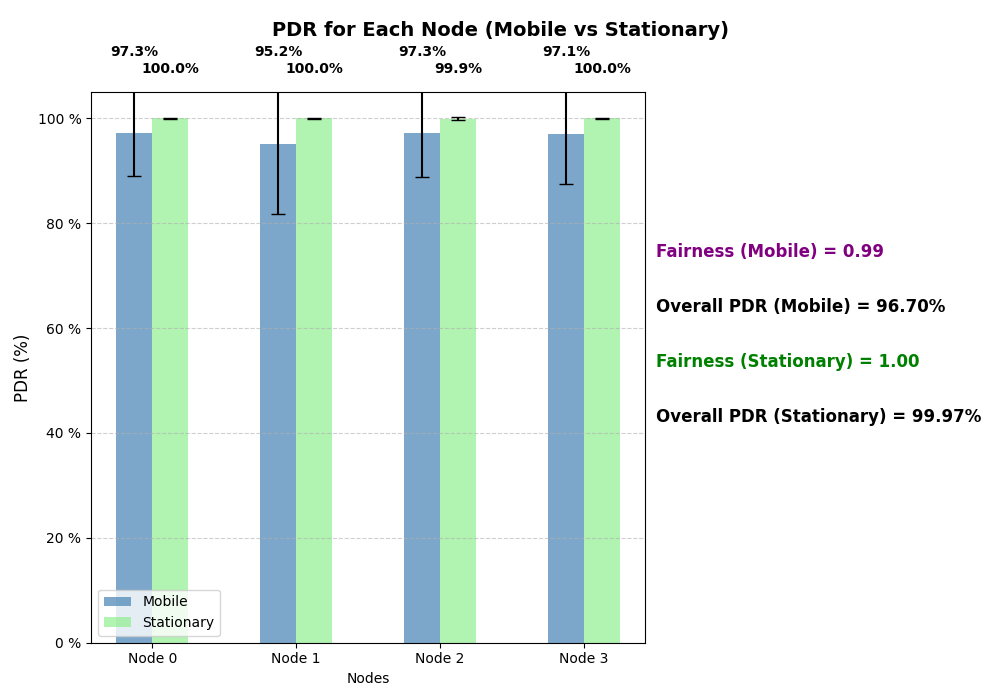 PDR for Each Node (Mobile vs Stationary)
97.3% 95.2% 97.3% 97.1%
100.0% 100.0% 99.9% 100.0%
100 %
80 %
60 %
40 %
20 %
0 %
PDR (%)
Fairness (Mobile) = 0.99
Overall PDR (Mobile) = 96.70%
Fairness (Stationary) = 1.00
Overall PDR (Stationary) = 99.97%
Mobile
Stationary
Node 0 Node 1 Node 2 Node 3
Nodes